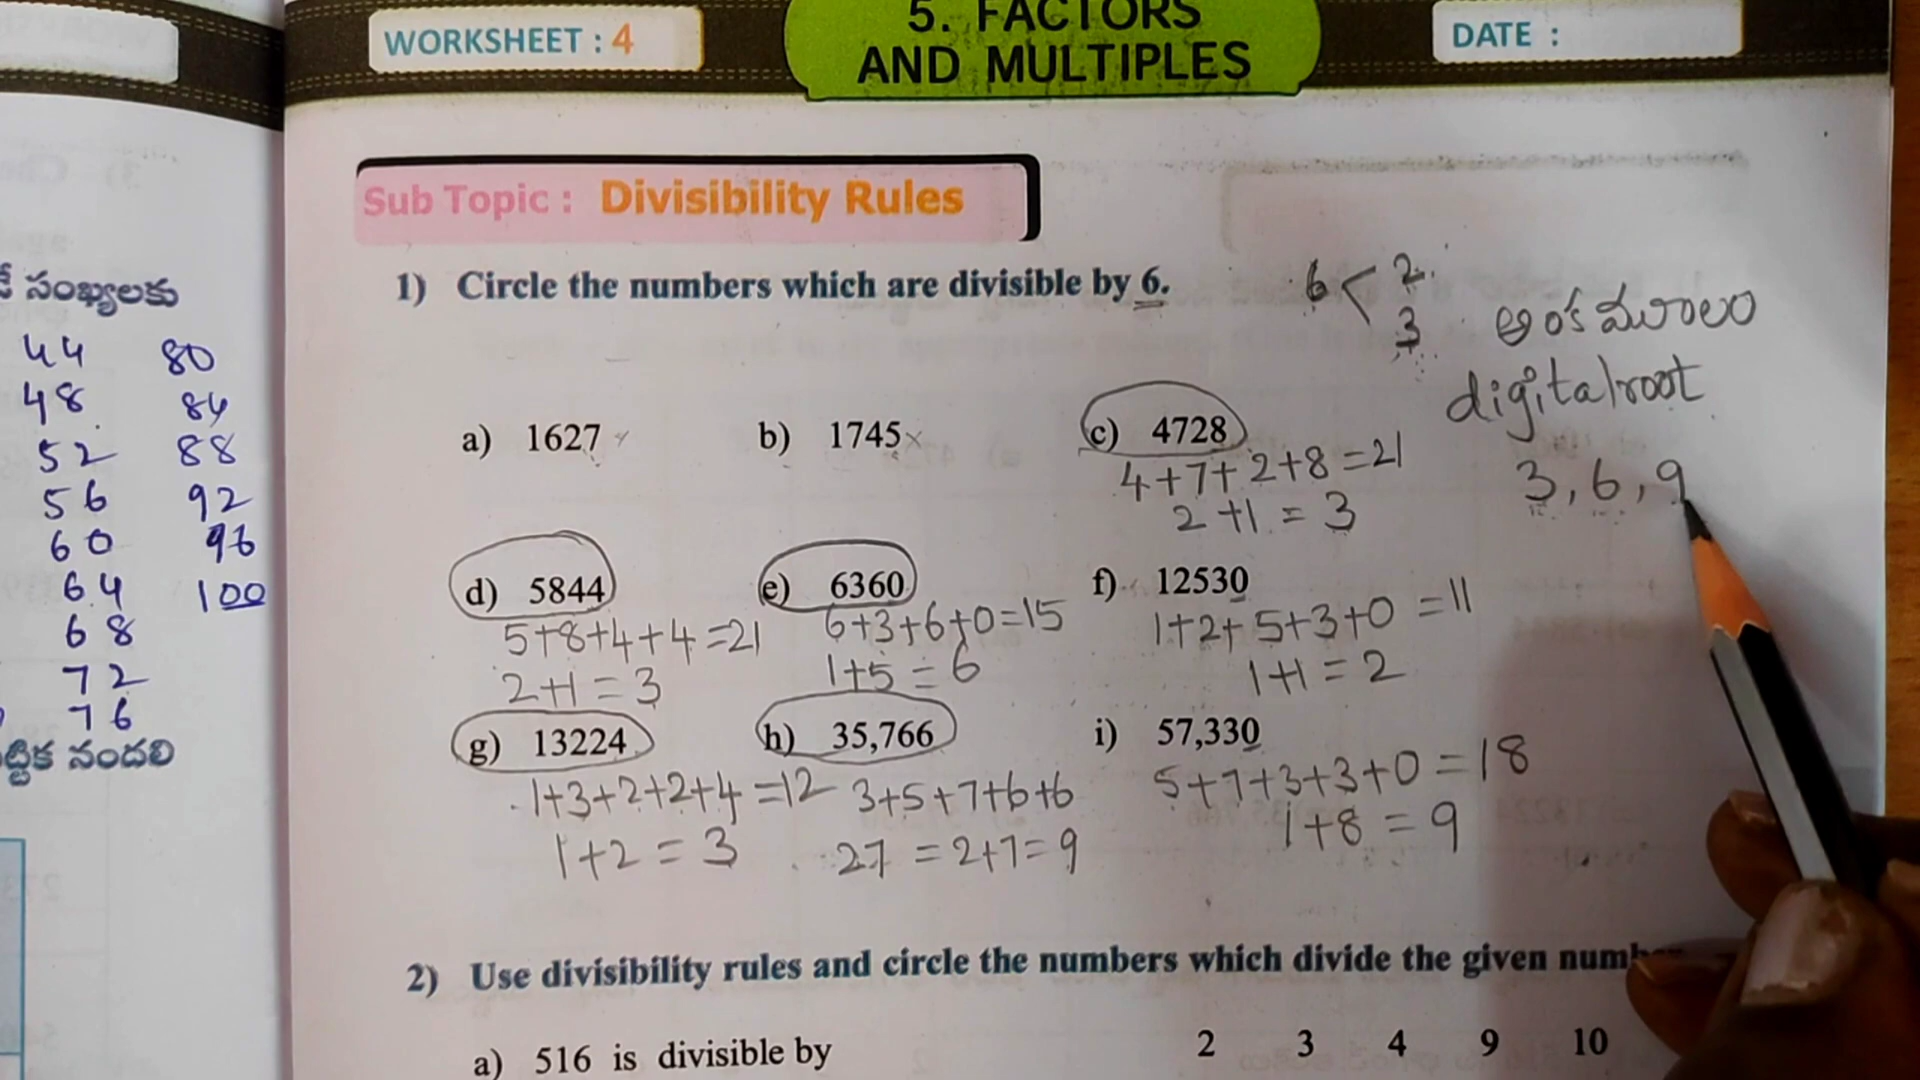 WORKSHEET : 4
5. FACTORS
AND MULTIPLES
DATE :
Sub Topic : Divisibility Rules
సంఖ్యలకు
44 80
48 84
52 88
56 92
60 96
64 100
68
72
76
నందలి
1) Circle the numbers which are divisible by 6.
6 < 2
3
అంకమూలం
digital root
3, 6, 9
a) 1627 ×
b) 1745 ×
c) 4728
4+7+2+8=21
2+1=3
d) 5844
5+8+4+4=21
2+1=3
e) 6360
6+3+6+0=15
1+5=6
f) 12530
1+2+5+3+0=11
1+1=2
g) 13224
1+3+2+2+4=12
1+2=3
h) 35,766
3+5+7+6+6
27=2+7=9
i) 57,330
5+7+3+3+0=18
1+8=9
2) Use divisibility rules and circle the numbers which divide the given
a) 516 is divisible by 2 3 4 9 10